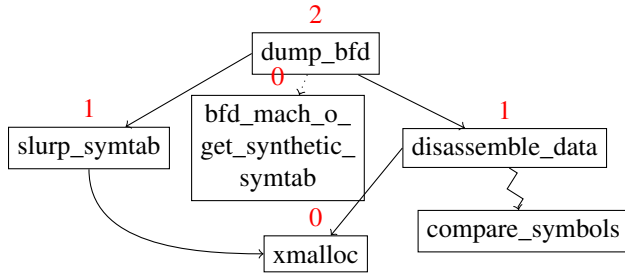 2
dump_bfd
0
1
bfd_mach_o_
get_synthetic_
symtab
1
slurp_symtab
disassemble_data
0
compare_symbols
xmalloc